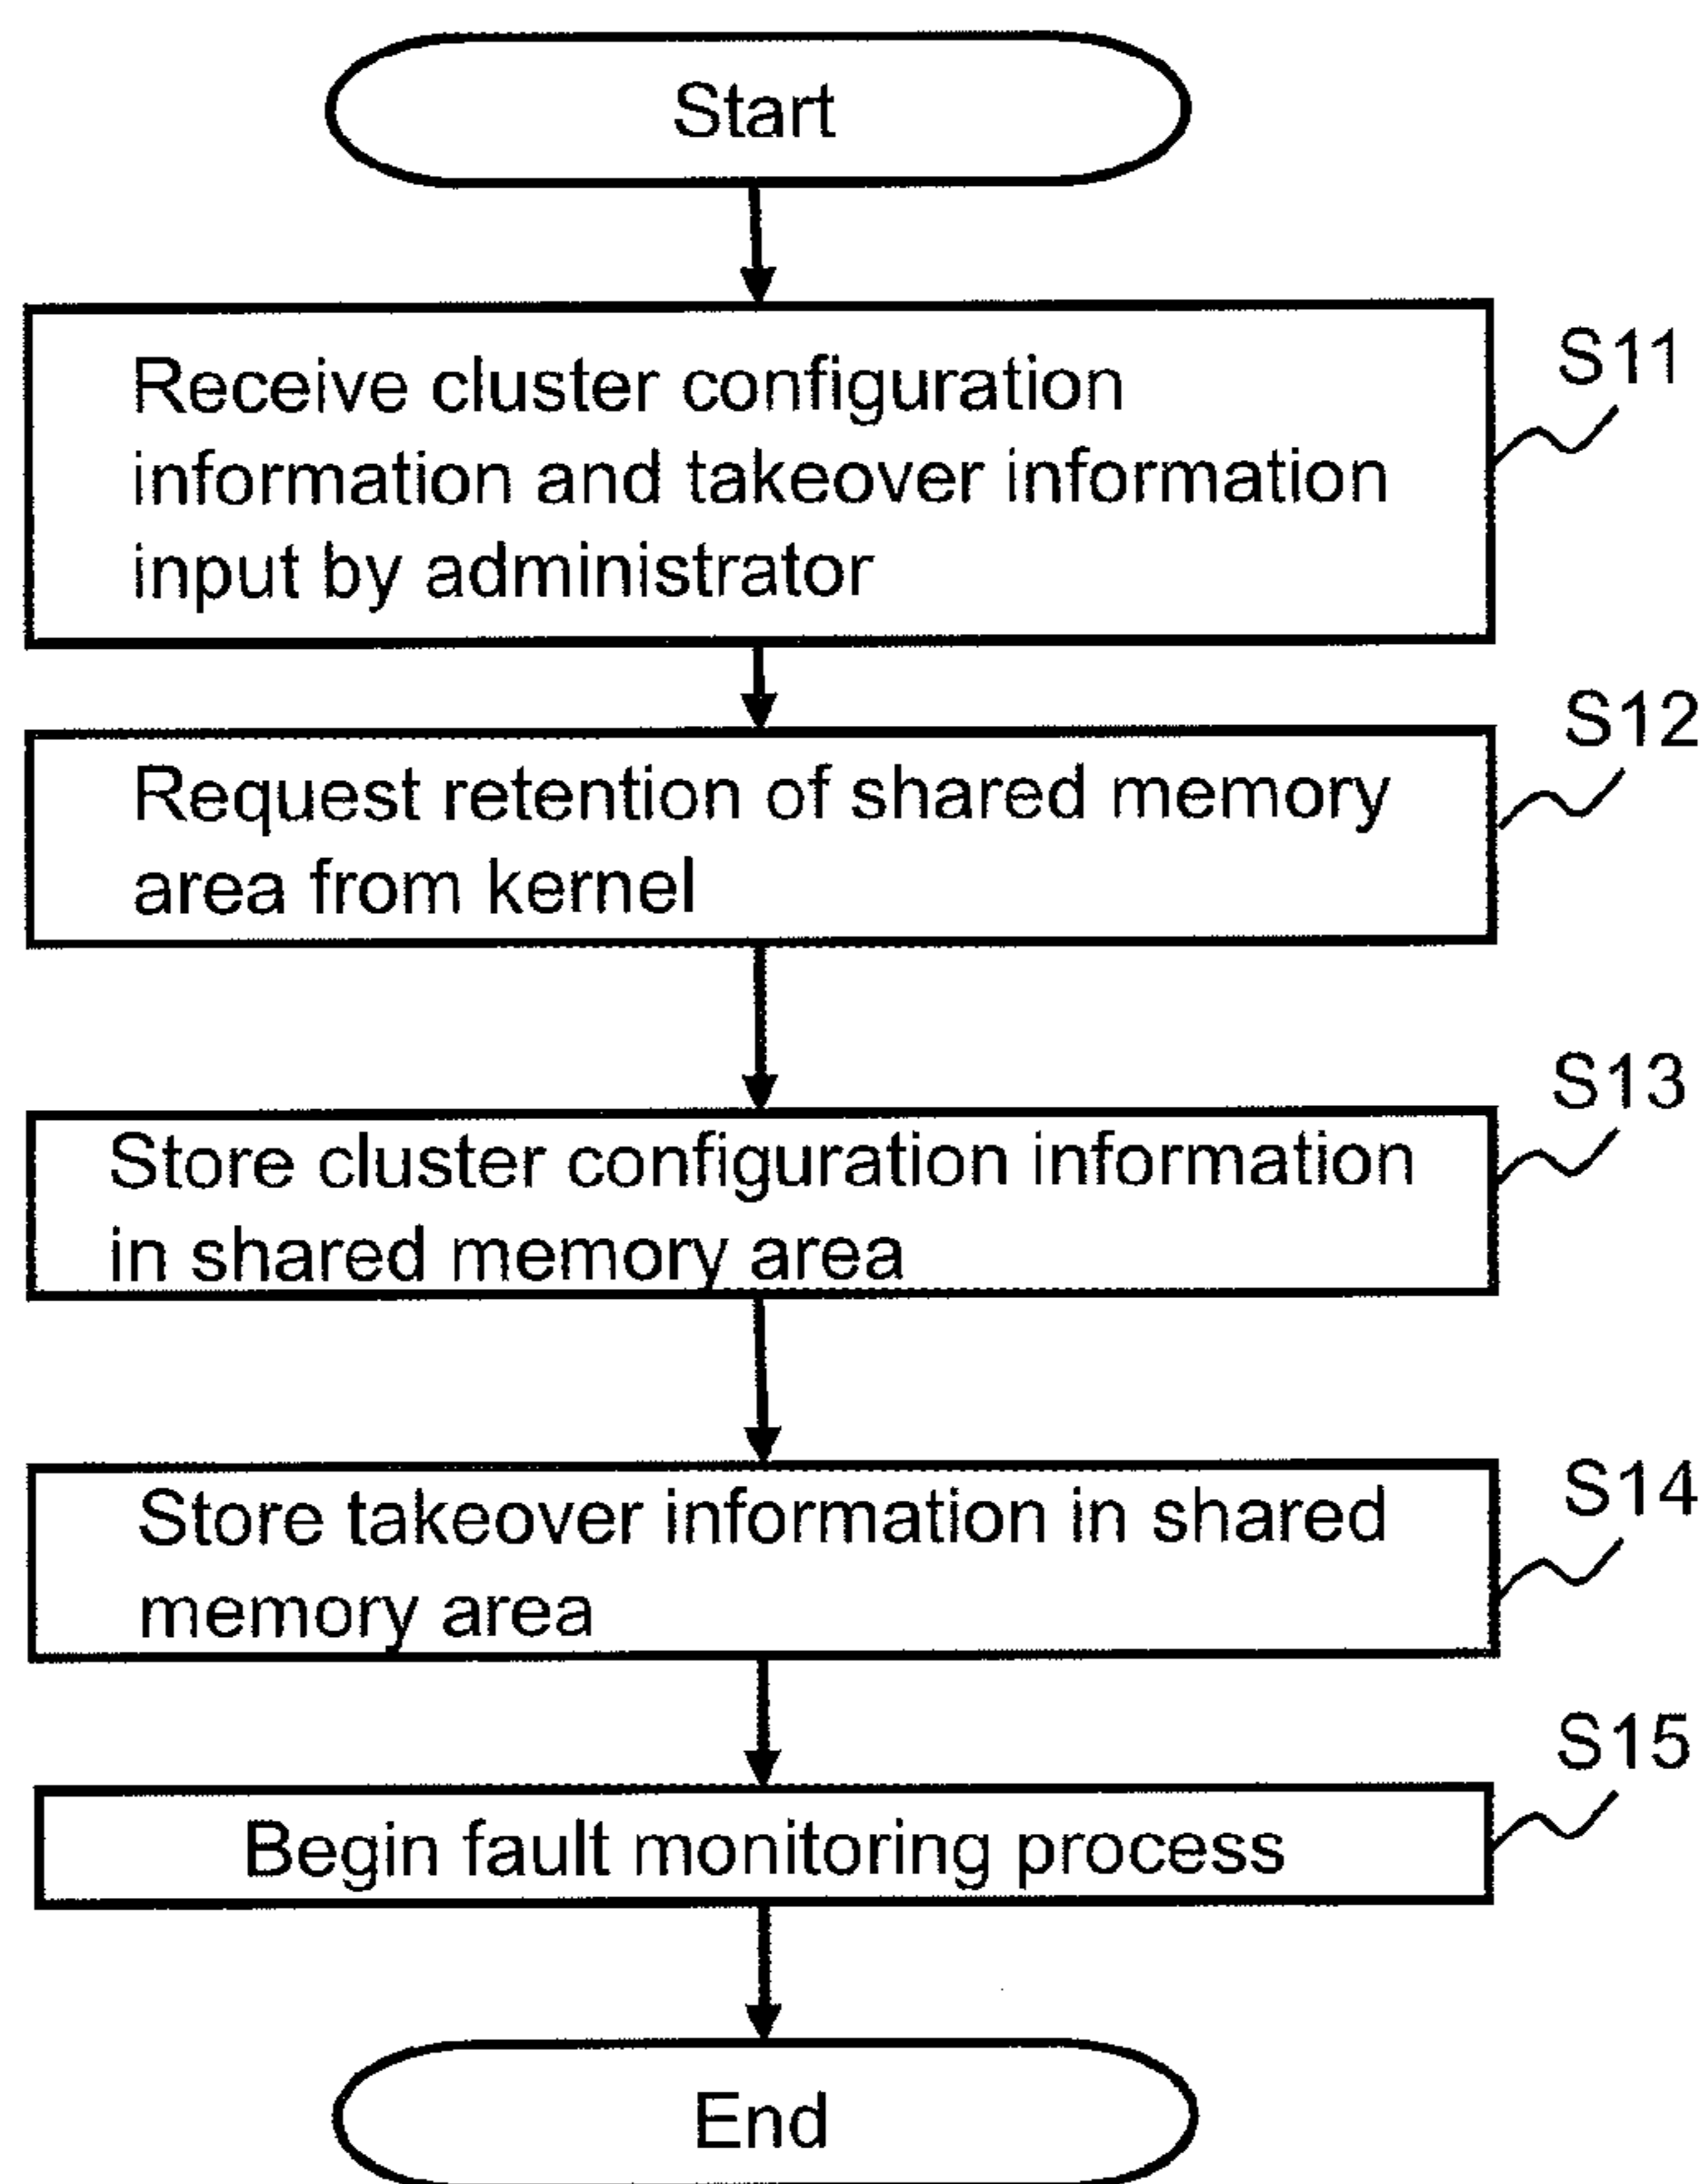 Start
Receive cluster configuration
information and takeover information
input by administrator
S11
Request retention of shared memory
area from kernel
S12
Store cluster configuration information
in shared memory area
S13
Store takeover information in shared
memory area
S14
Begin fault monitoring process
S15
End